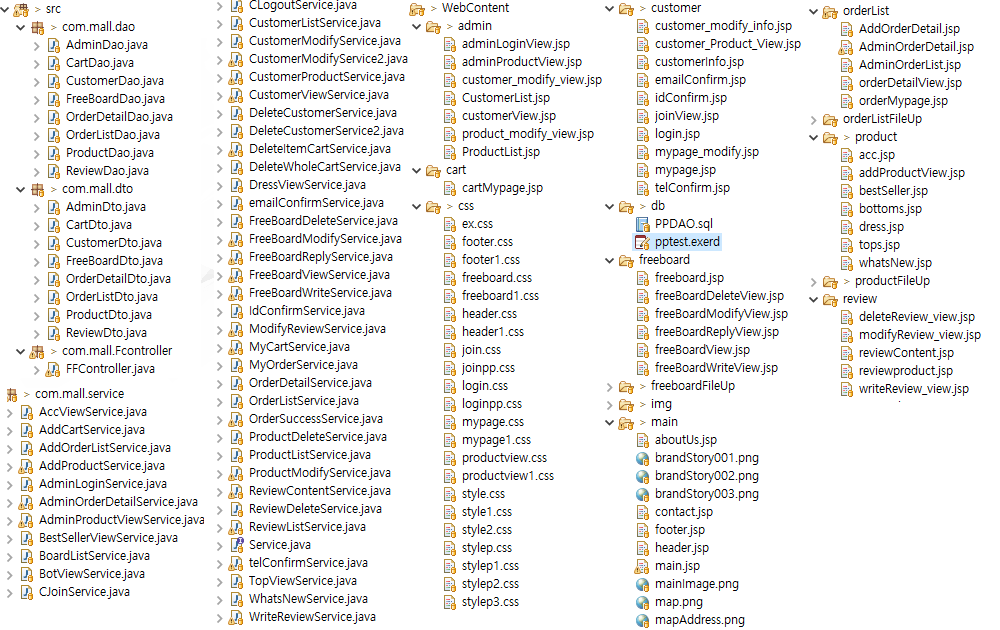 src
com.mall.dao
AdminDao.java
CartDao.java
CustomerDao.java
FreeBoardDao.java
OrderDetailDao.java
OrderListDao.java
ProductDao.java
ReviewDao.java
com.mall.dto
AdminDto.java
CartDto.java
CustomerDto.java
FreeBoardDto.java
OrderDetailDto.java
OrderListDto.java
ProductDto.java
ReviewDto.java
com.mall.Fcontroller
FFController.java
com.mall.service
AccViewService.java
AddCartService.java
AddOrderListService.java
AddProductService.java
AdminLoginService.java
AdminOrderDetailService.java
AdminProductViewService.java
BestSellerViewService.java
BoardListService.java
BotViewService.java
CJoinService.java
CLogoutService.java
CustomerListService.java
CustomerModifyService.java
CustomerModifyService2.java
CustomerProductService.java
CustomerViewService.java
DeleteCustomerService.java
DeleteCustomerService2.java
DeleteItemCartService.java
DeleteWholeCartService.java
DressViewService.java
emailConfirmService.java
FreeBoardDeleteService.java
FreeBoardModifyService.java
FreeBoardReplyService.java
FreeBoardViewService.java
FreeBoardWriteService.java
IdConfirmService.java
ModifyReviewService.java
MyCartService.java
MyOrderService.java
OrderDetailService.java
OrderListService.java
OrderSuccessService.java
ProductDeleteService.java
ProductListService.java
ProductModifyService.java
ReviewContentService.java
ReviewDeleteService.java
ReviewListService.java
Service.java
telConfirmService.java
TopViewService.java
WhatsNewService.java
WriteReviewService.java
WebContent
admin
adminLoginView.jsp
adminProductView.jsp
customer_modify_view.jsp
CustomerList.jsp
customerView.jsp
product_modify_view.jsp
ProductList.jsp
cart
cartMypage.jsp
css
ex.css
footer.css
footer1.css
freeboard.css
freeboard1.css
header.css
header1.css
join.css
joinpp.css
login.css
loginpp.css
mypage.css
mypage1.css
productview.css
productview1.css
style.css
style1.css
style2.css
stylep.css
stylep1.css
stylep2.css
stylep3.css
customer
customer_modify_info.jsp
customer_Product_View.jsp
customerInfo.jsp
emailConfirm.jsp
idConfirm.jsp
joinView.jsp
login.jsp
mypage_modify.jsp
mypage.jsp
telConfirm.jsp
db
PPDAO.sql
pptest.exerd
freeboard
freeboard.jsp
freeBoardDeleteView.jsp
freeBoardModifyView.jsp
freeBoardReplyView.jsp
freeBoardView.jsp
freeBoardWriteView.jsp
freeboardFileUp
img
main
aboutUs.jsp
brandStory001.png
brandStory002.png
brandStory003.png
contact.jsp
footer.jsp
header.jsp
main.jsp
mainImage.png
map.png
mapAddress.png
orderList
AddOrderDetail.jsp
AdminOrderDetail.jsp
AdminOrderList.jsp
orderDetailView.jsp
orderMypage.jsp
orderListFileUp
product
acc.jsp
addProductView.jsp
bestSeller.jsp
bottoms.jsp
dress.jsp
tops.jsp
whatsNew.jsp
productFileUp
review
deleteReview_view.jsp
modifyReview_view.jsp
reviewContent.jsp
reviewproduct.jsp
writeReview_view.jsp